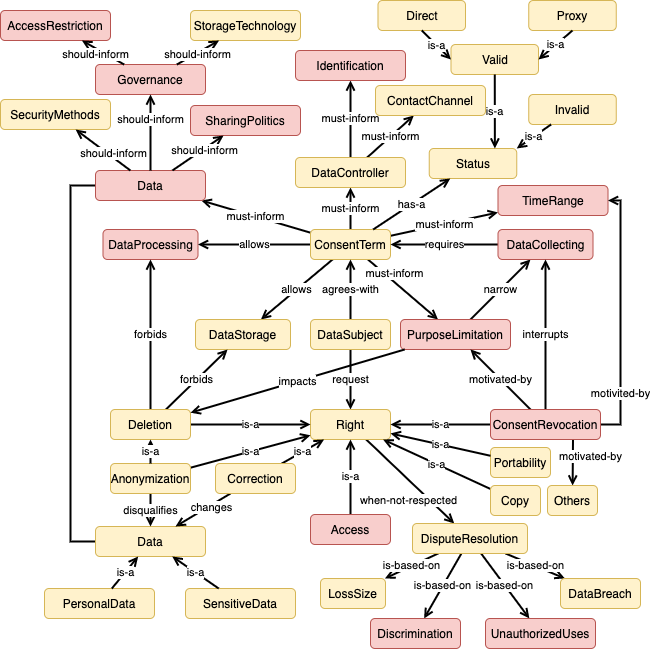 Direct
Proxy
AccessRestriction
StorageTechnology
is-a
is-a
should-inform
should-inform
Valid
Identification
Governance
ContactChannel
SecurityMethods
should-inform
SharingPolitics
must-inform
is-a
Invalid
must-inform
is-a
should-inform
should-inform
Status
DataController
Data
has-a
TimeRange
must-inform
must-inform
must-inform
DataProcessing
allows
ConsentTerm
requires
DataCollecting
must-inform
allows
agrees-with
narrow
forbids
DataStorage
DataSubject
PurposeLimitation
interrupts
forbids
impacts
request
motivated-by
motivited-by
Deletion
is-a
Right
is-a
ConsentRevocation
is-a
is-a
is-a
is-a
motivated-by
Portability
is-a
Anonymization
Correction
is-a
disqualifies
changes
when-not-respected
Copy
Others
Access
Data
DisputeResolution
is-a
is-a
is-based-on
is-based-on
is-based-on
is-based-on
PersonalData
SensitiveData
LossSize
DataBreach
Discrimination
UnauthorizedUses